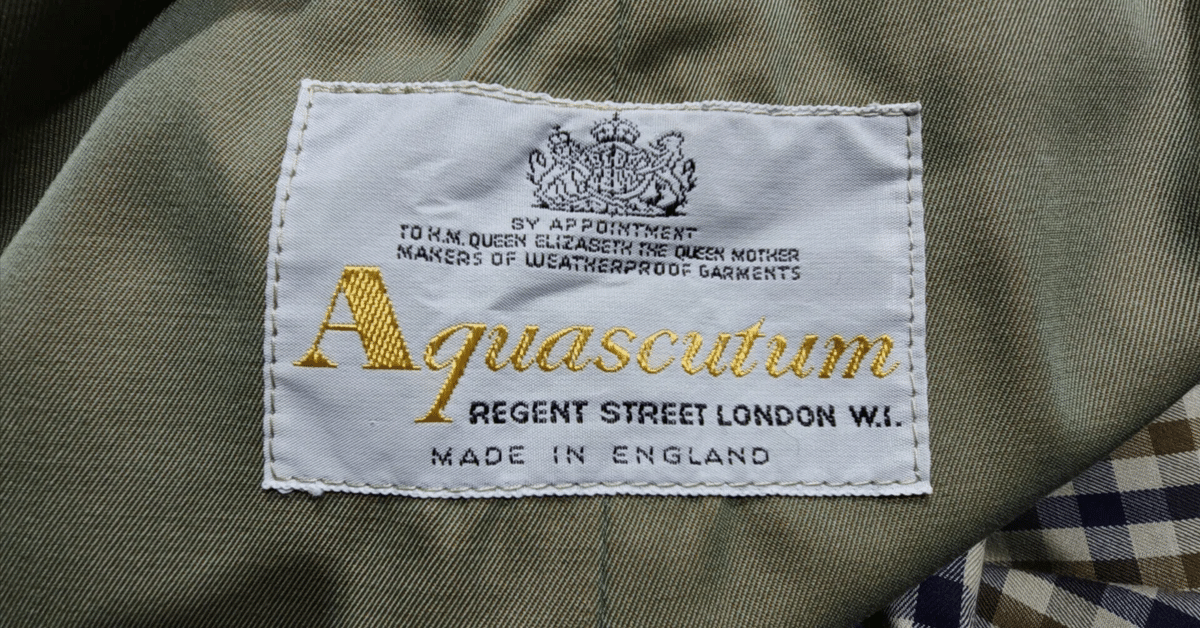 BY APPOINTMENT
TO H.M. QUEEN ELIZABETH THE QUEEN MOTHER
MAKERS OF WEATHERPROOF GARMENTS
Aquascutum
REGENT STREET LONDON W.1.
MADE IN ENGLAND